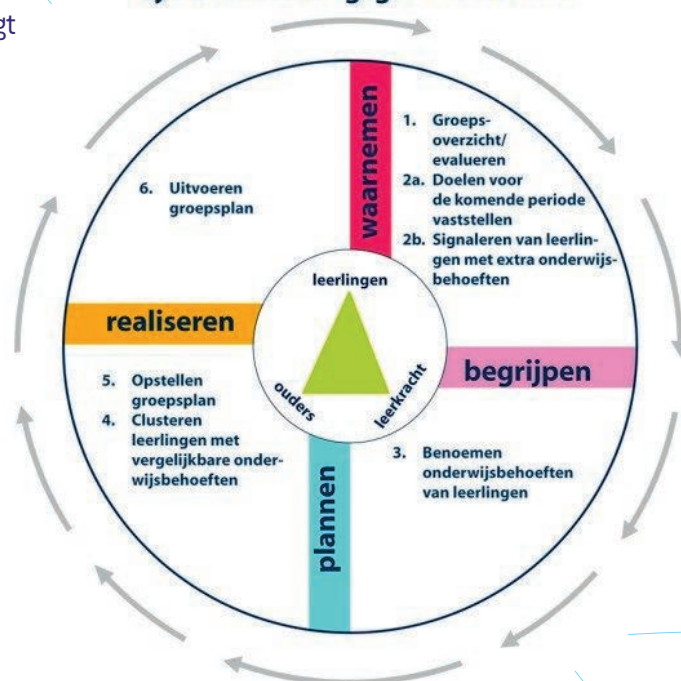 gt
waarnemen
1. Groeps-
overzicht/
evalueren
2a. Doelen voor
de komende periode
vaststellen
2b. Signaleren van leerlin-
gen met extra onderwijs-
behoeften
begrijpen
3. Benoemen
onderwijsbehoeften
van leerlingen
plannen
4. Clusteren
leerlingen met
vergelijkbare onder-
wijsbehoeften
5. Opstellen
groepsplan
realiseren
6. Uitvoeren
groepsplan
leerlingen
ouders
leerkracht